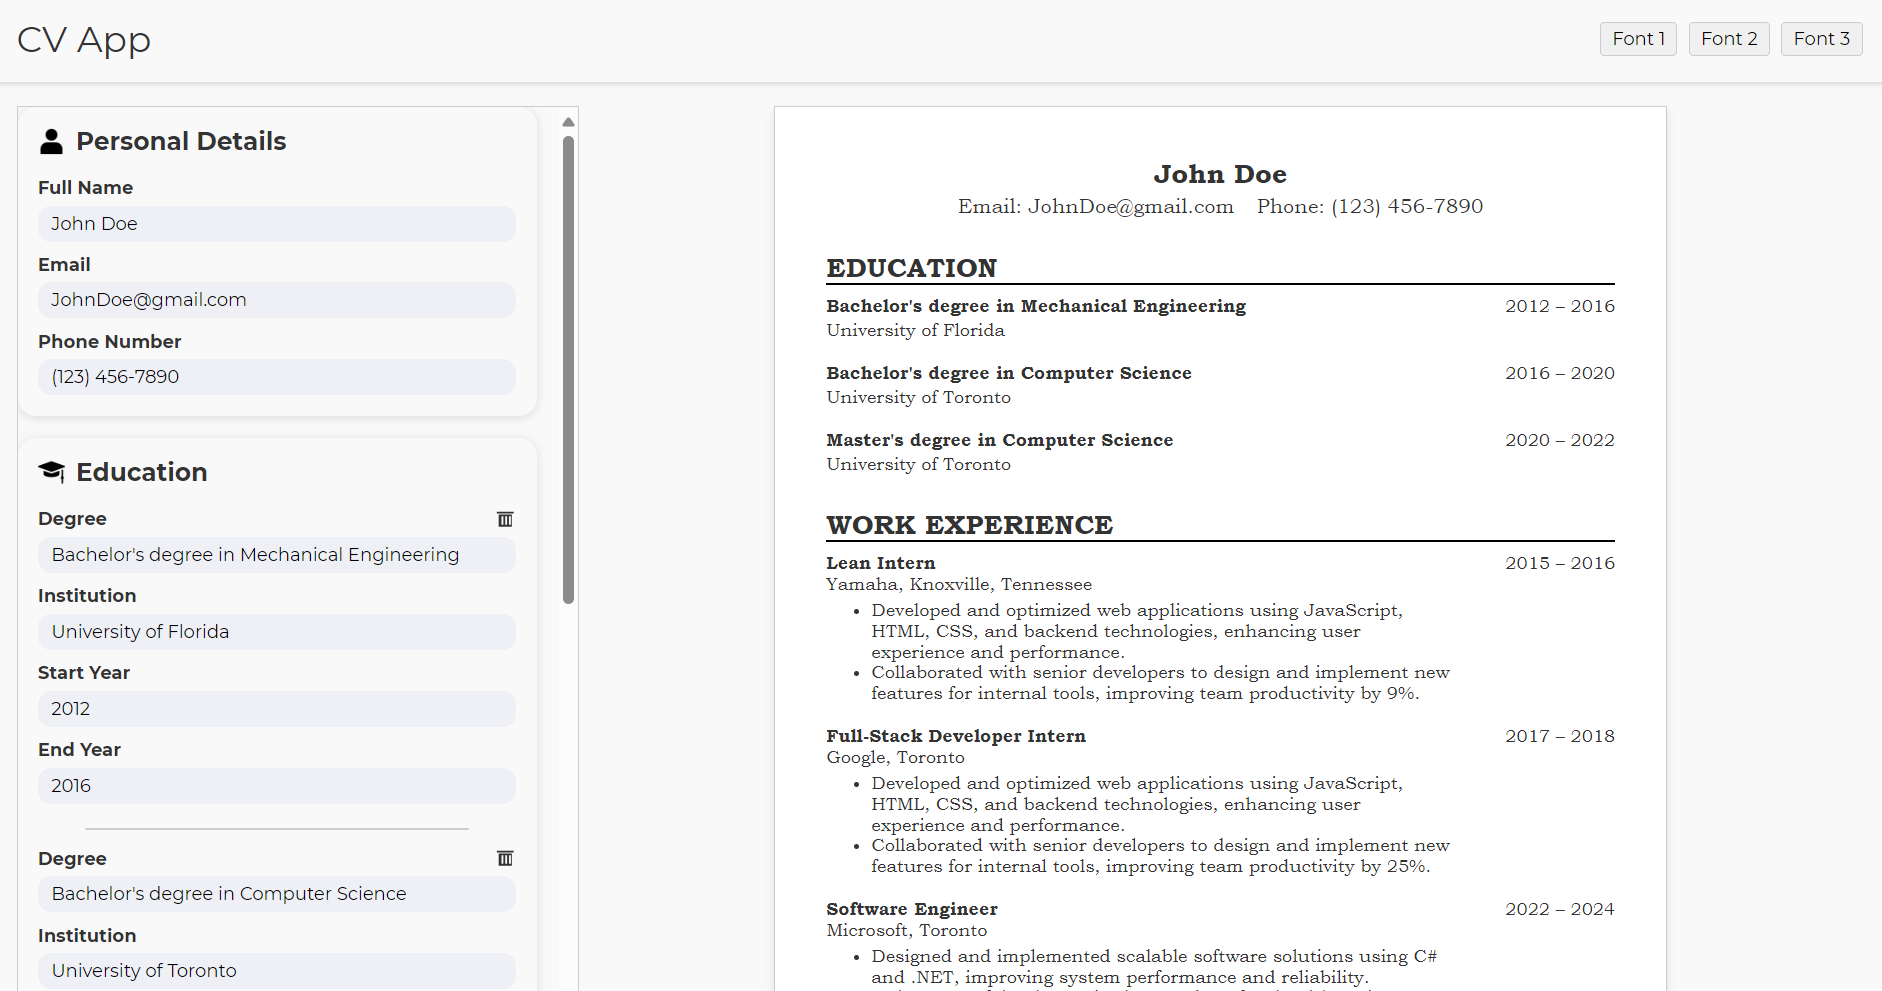 CV App
Font 1
Font 2
Font 3
Personal Details
Full Name
John Doe
Email
JohnDoe@gmail.com
Phone Number
(123) 456-7890
Education
Degree
Bachelor's degree in Mechanical Engineering
Institution
University of Florida
Start Year
2012
End Year
2016
Degree
Bachelor's degree in Computer Science
Institution
University of Toronto
John Doe
Email: JohnDoe@gmail.com Phone: (123) 456-7890
EDUCATION
Bachelor's degree in Mechanical Engineering 2012 – 2016
University of Florida
Bachelor's degree in Computer Science 2016 – 2020
University of Toronto
Master's degree in Computer Science 2020 – 2022
University of Toronto
WORK EXPERIENCE
Lean Intern 2015 – 2016
Yamaha, Knoxville, Tennessee
• Developed and optimized web applications using JavaScript,
HTML, CSS, and backend technologies, enhancing user
experience and performance.
• Collaborated with senior developers to design and implement new
features for internal tools, improving team productivity by 9%.
Full-Stack Developer Intern 2017 – 2018
Google, Toronto
• Developed and optimized web applications using JavaScript,
HTML, CSS, and backend technologies, enhancing user
experience and performance.
• Collaborated with senior developers to design and implement new
features for internal tools, improving team productivity by 25%.
Software Engineer 2022 – 2024
Microsoft, Toronto
• Designed and implemented scalable software solutions using C#
and .NET, improving system performance and reliability.